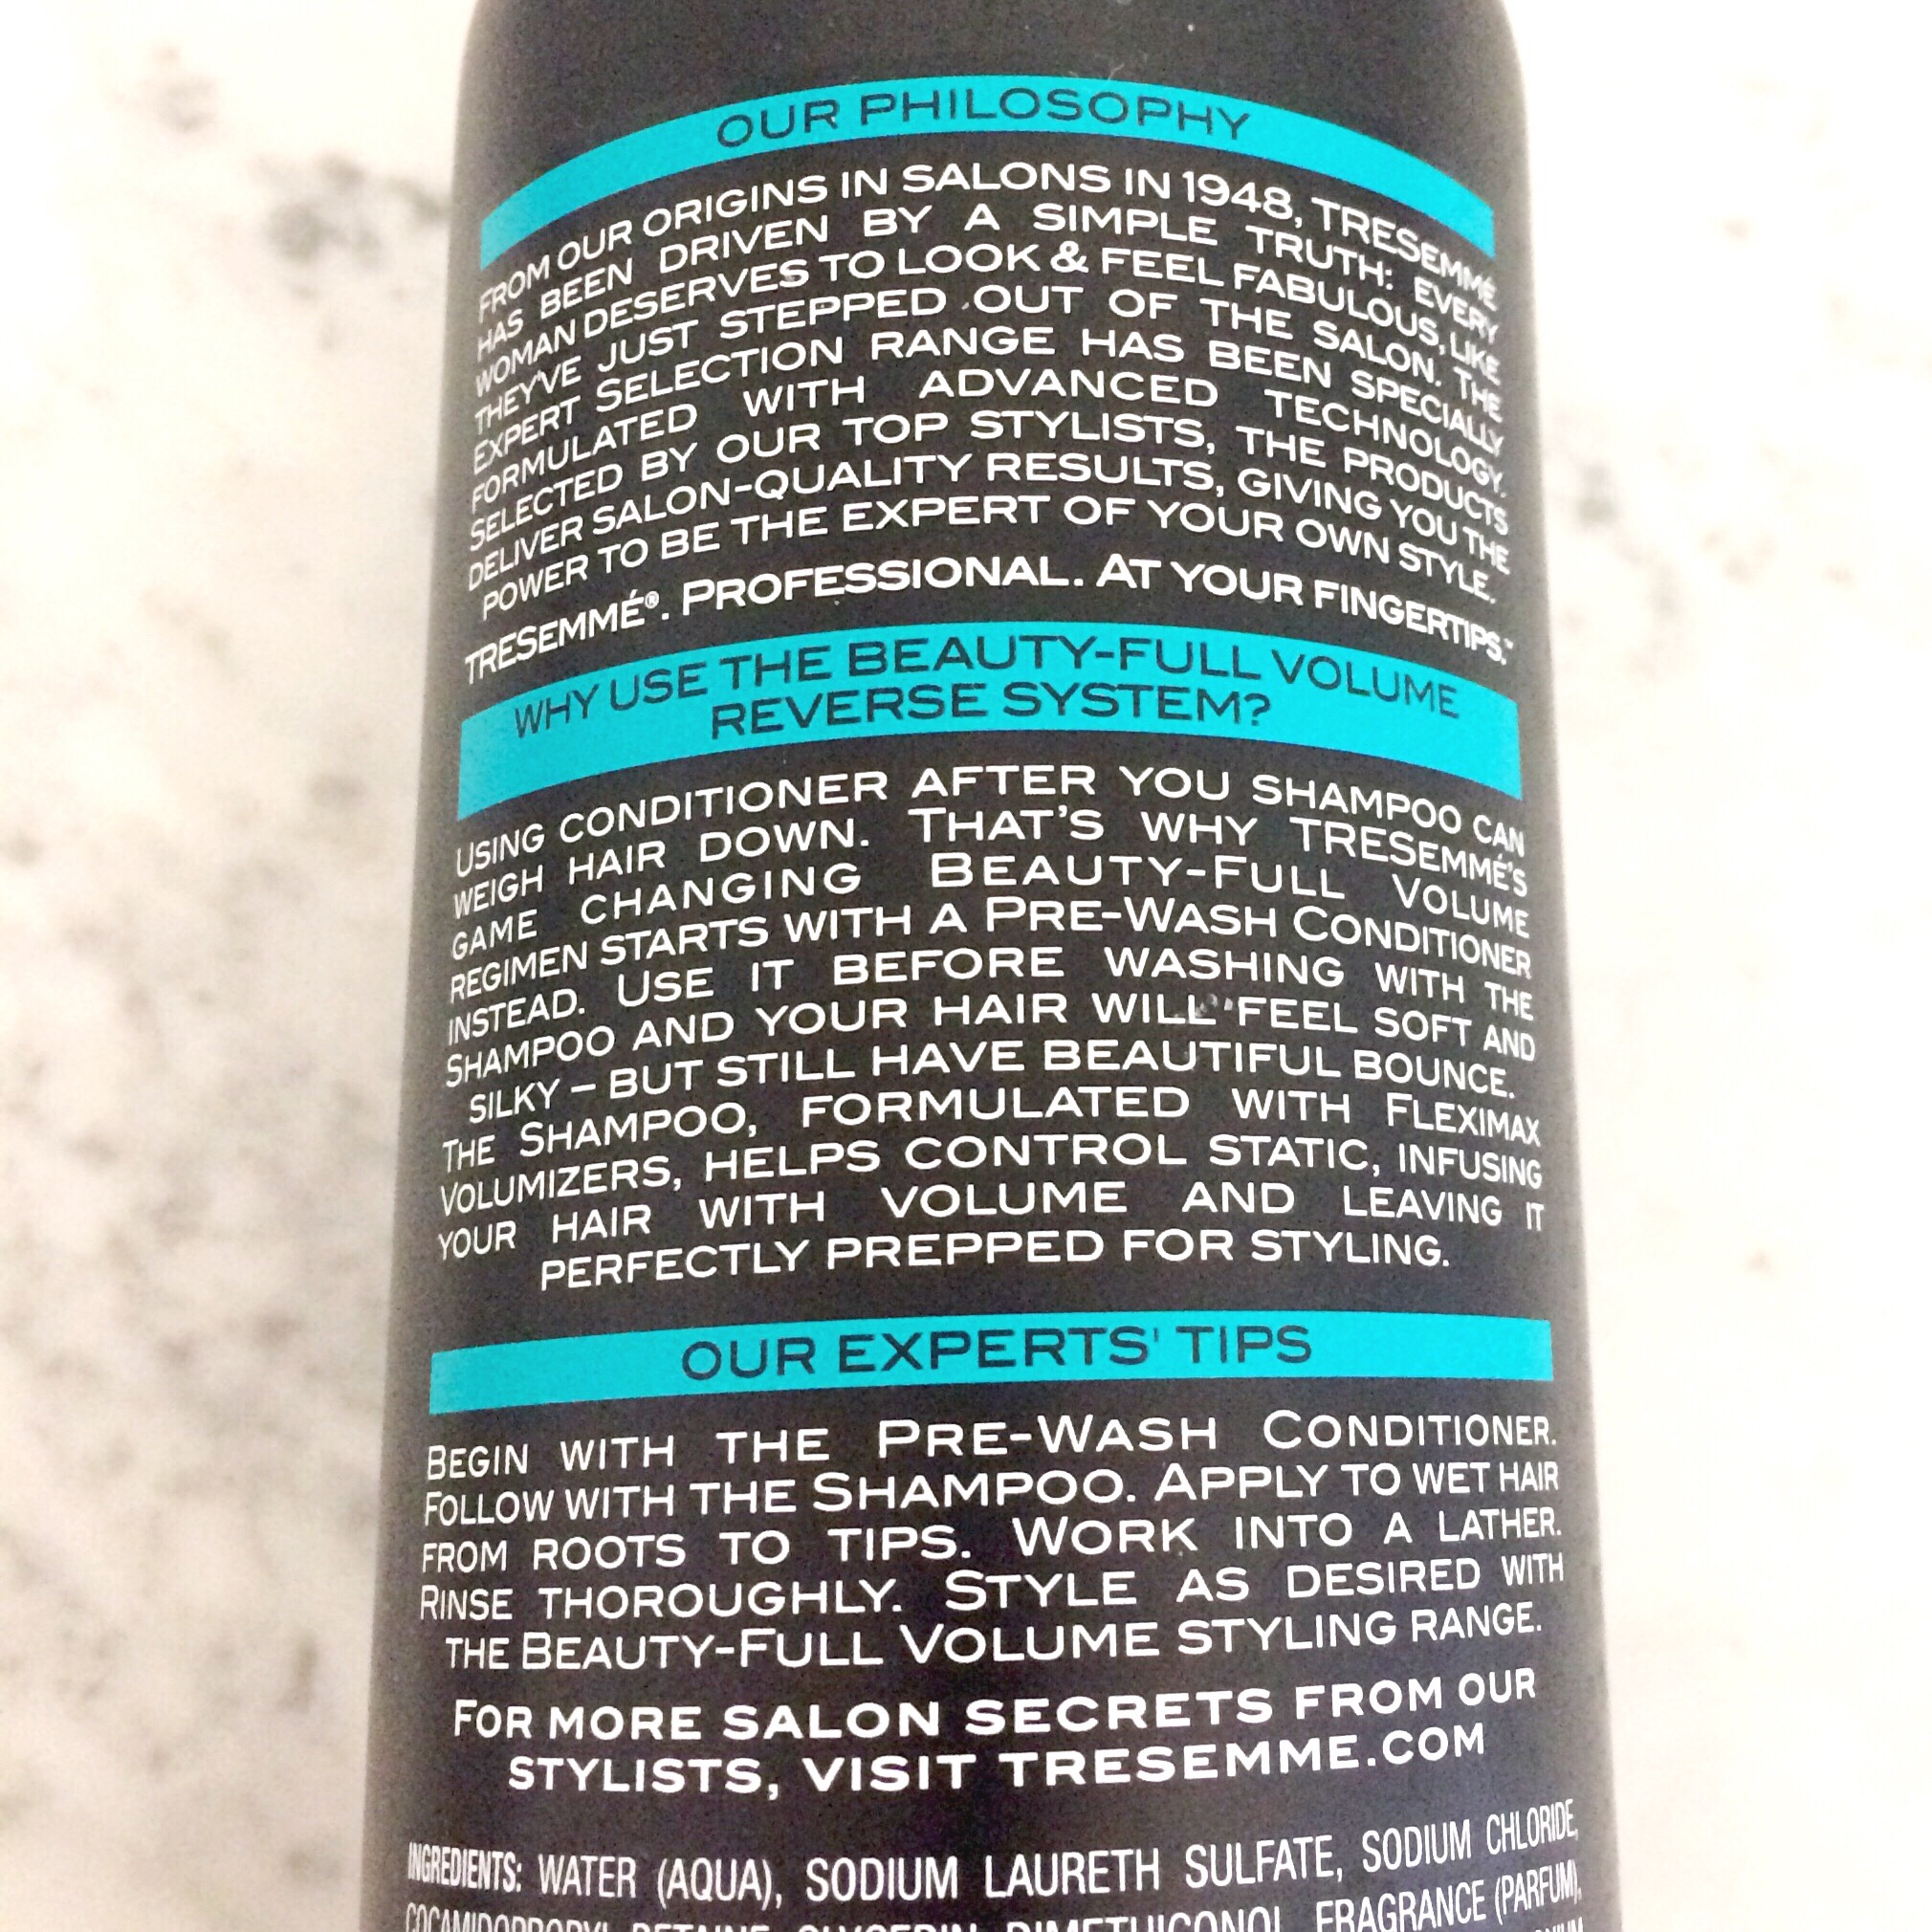 OUR PHILOSOPHY
FROM OUR ORIGINS IN SALONS IN 1948, TRESEMMÉ
HAS BEEN DRIVEN BY A SIMPLE TRUTH: EVERY
WOMAN DESERVES TO LOOK & FEEL FABULOUS, LIKE
THEY'VE JUST STEPPED OUT OF THE SALON. THE
EXPERT SELECTION RANGE HAS BEEN SPECIALLY
FORMULATED WITH ADVANCED TECHNOLOGY.
SELECTED BY OUR TOP STYLISTS, THE PRODUCTS
DELIVER SALON-QUALITY RESULTS, GIVING YOU THE
POWER TO BE THE EXPERT OF YOUR OWN STYLE.
TRESEMMÉ®. PROFESSIONAL. AT YOUR FINGERTIPS.™
WHY USE THE BEAUTY-FULL VOLUME
REVERSE SYSTEM?
USING CONDITIONER AFTER YOU SHAMPOO CAN
WEIGH HAIR DOWN. THAT'S WHY TRESEMMÉ'S
GAME CHANGING BEAUTY-FULL VOLUME
REGIMEN STARTS WITH A PRE-WASH CONDITIONER
INSTEAD. USE IT BEFORE WASHING WITH THE
SHAMPOO AND YOUR HAIR WILL FEEL SOFT AND
SILKY – BUT STILL HAVE BEAUTIFUL BOUNCE.
THE SHAMPOO, FORMULATED WITH FLEXIMAX
VOLUMIZERS, HELPS CONTROL STATIC, INFUSING
YOUR HAIR WITH VOLUME AND LEAVING IT
PERFECTLY PREPPED FOR STYLING.
OUR EXPERTS' TIPS
BEGIN WITH THE PRE-WASH CONDITIONER.
FOLLOW WITH THE SHAMPOO. APPLY TO WET HAIR
FROM ROOTS TO TIPS. WORK INTO A LATHER.
RINSE THOROUGHLY. STYLE AS DESIRED WITH
THE BEAUTY-FULL VOLUME STYLING RANGE.
FOR MORE SALON SECRETS FROM OUR
STYLISTS, VISIT TRESEMME.COM
INGREDIENTS: WATER (AQUA), SODIUM LAURETH SULFATE, SODIUM CHLORIDE,
COCAMIDOPROPYL BETAINE, GLYCERIN, DIMETHICONOL, FRAGRANCE (PARFUM),